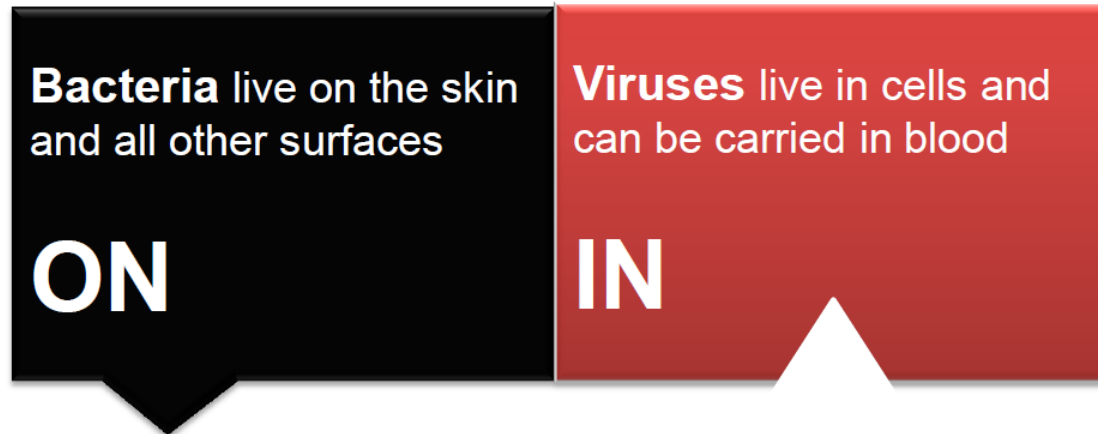 Bacteria live on the skin
and all other surfaces
ON
Viruses live in cells and
can be carried in blood
IN